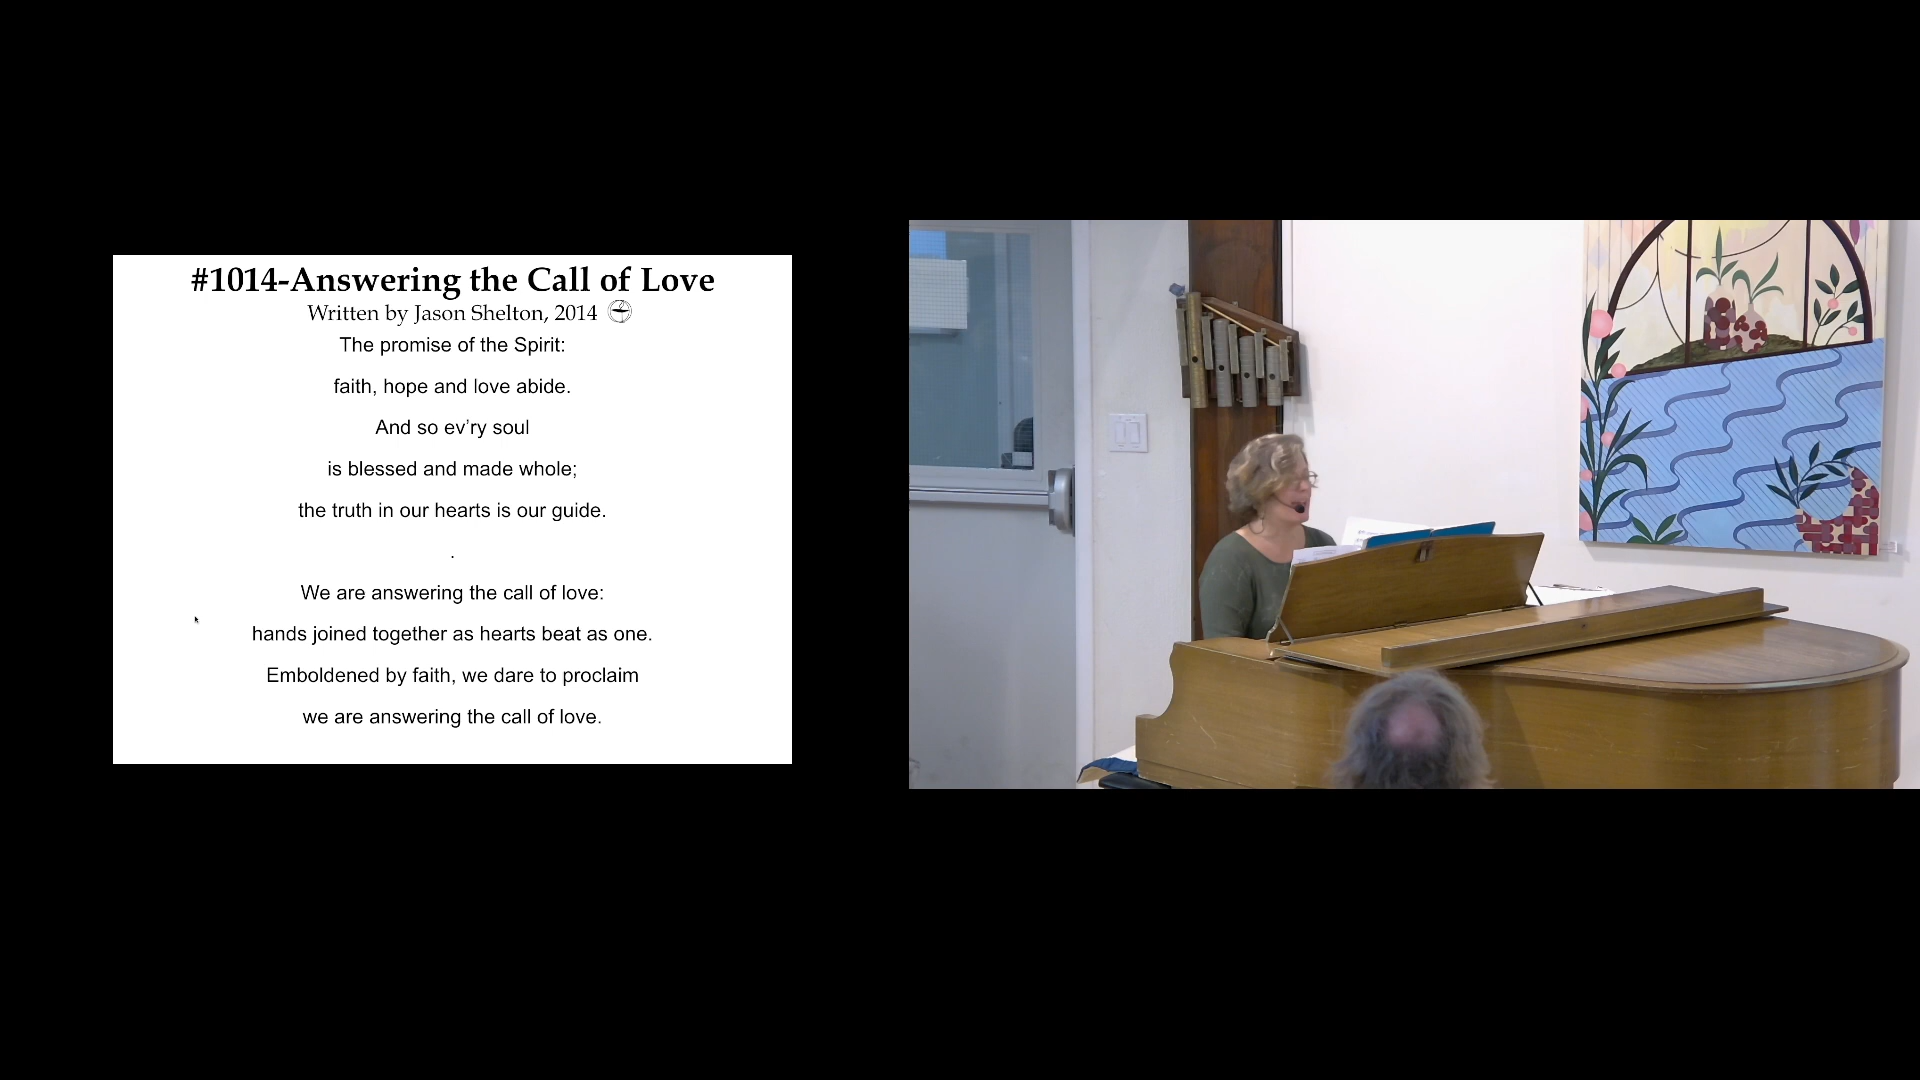 #1014-Answering the Call of Love
Written by Jason Shelton, 2014
The promise of the Spirit:
faith, hope and love abide.
And so ev’ry soul
is blessed and made whole;
the truth in our hearts is our guide.
.
We are answering the call of love:
hands joined together as hearts beat as one.
Emboldened by faith, we dare to proclaim
we are answering the call of love.